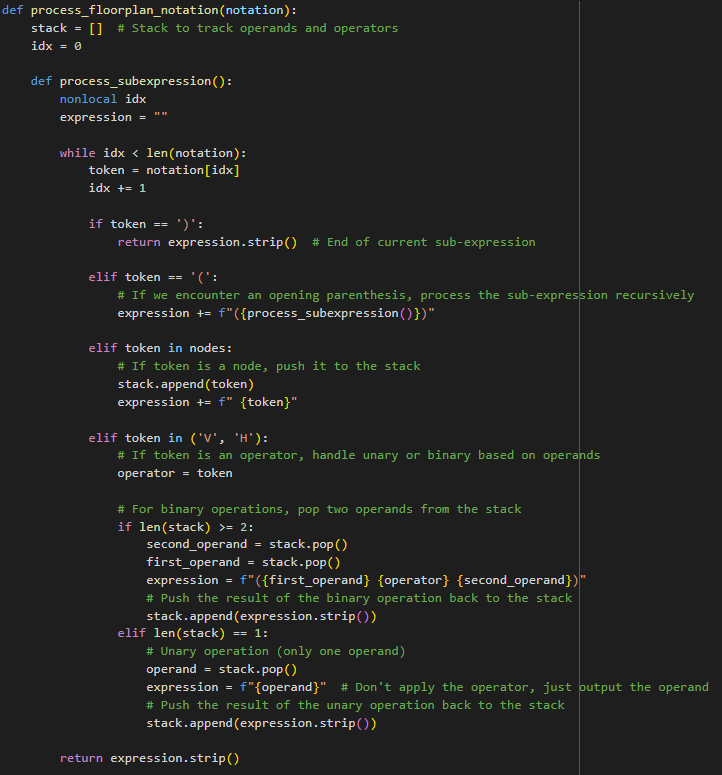 def process_floorplan_notation(notation):
    stack = []  # Stack to track operands and operators
    idx = 0

    def process_subexpression():
        nonlocal idx
        expression = ""

        while idx < len(notation):
            token = notation[idx]
            idx += 1

            if token == ')':
                return expression.strip()  # End of current sub-expression

            elif token == '(':
                # If we encounter an opening parenthesis, process the sub-expression recursively
                expression += f"({process_subexpression()})"

            elif token in nodes:
                # If token is a node, push it to the stack
                stack.append(token)
                expression += f" {token}"

            elif token in ('V', 'H'):
                # If token is an operator, handle unary or binary based on operands
                operator = token

                # For binary operations, pop two operands from the stack
                if len(stack) >= 2:
                    second_operand = stack.pop()
                    first_operand = stack.pop()
                    expression = f"({first_operand} {operator} {second_operand})"
                    # Push the result of the binary operation back to the stack
                    stack.append(expression.strip())
                elif len(stack) == 1:
                    # Unary operation (only one operand)
                    operand = stack.pop()
                    expression = f"{operand}"  # Don't apply the operator, just output the operand
                    # Push the result of the unary operation back to the stack
                    stack.append(expression.strip())

        return expression.strip()